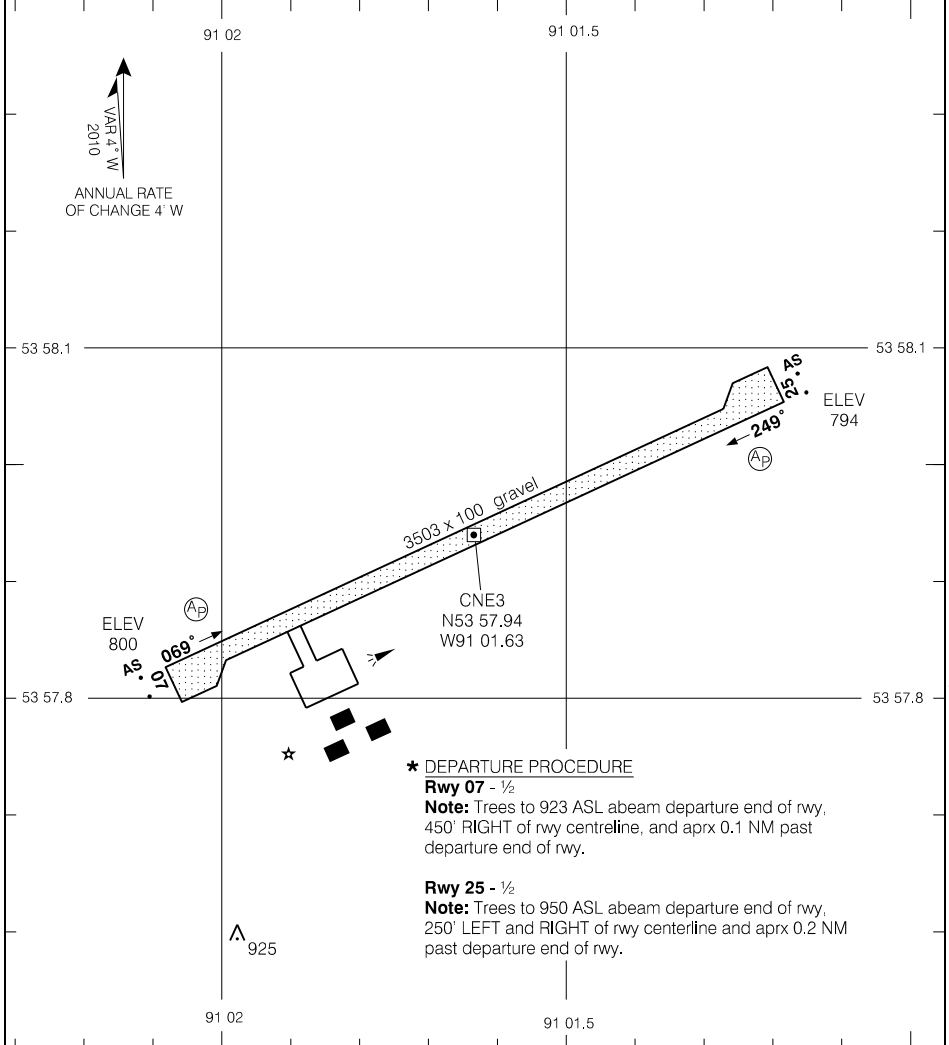 91 02
91 01.5
VAR 4° W
2010
ANNUAL RATE
OF CHANGE 4' W
53 58.1
53 58.1
AS
25
ELEV
794
249°
AP
3503 x 100 gravel
CNE3
N53 57.94
W91 01.63
AP
ELEV
800
069°
AS
07
53 57.8
53 57.8
* DEPARTURE PROCEDURE
Rwy 07 - ½
Note: Trees to 923 ASL abeam departure end of rwy,
450' RIGHT of rwy centreline, and aprx 0.1 NM past
departure end of rwy.
Rwy 25 - ½
Note: Trees to 950 ASL abeam departure end of rwy,
250' LEFT and RIGHT of rwy centerline and aprx 0.2 NM
past departure end of rwy.
925
91 02
91 01.5